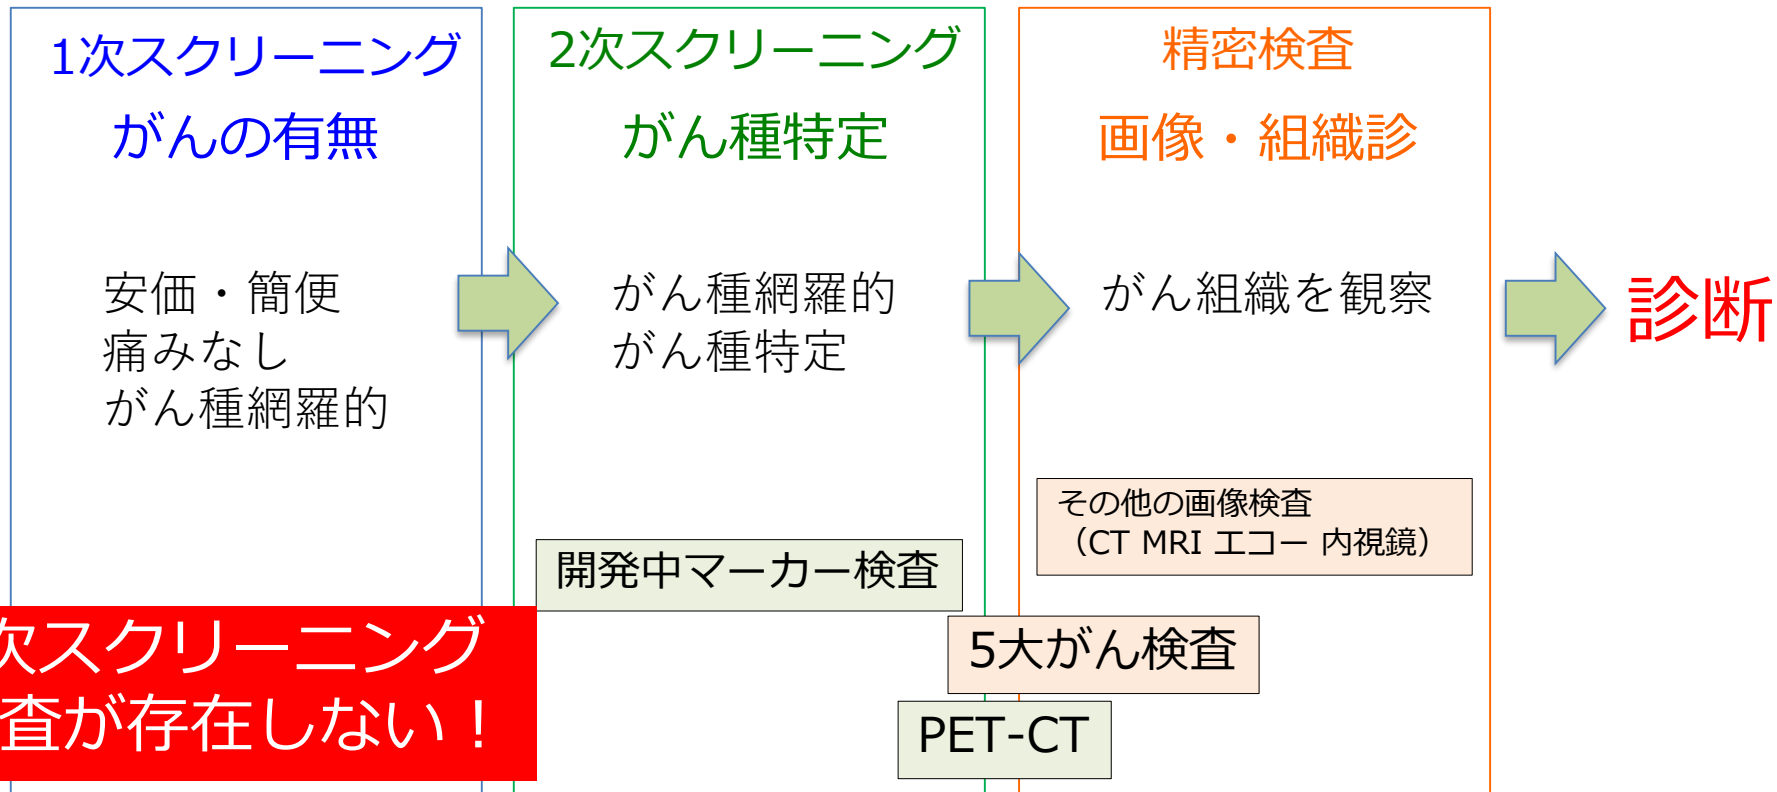 1次スクリーニング
がんの有無
安価・簡便
痛みなし
がん種網羅的
次スクリーニング
査が存在しない！
2次スクリーニング
がん種特定
がん種網羅的
がん種特定
開発中マーカー検査
精密検査
画像・組織診
がん組織を観察
その他の画像検査
（CT MRI エコー 内視鏡）
5大がん検査
PET-CT
診断